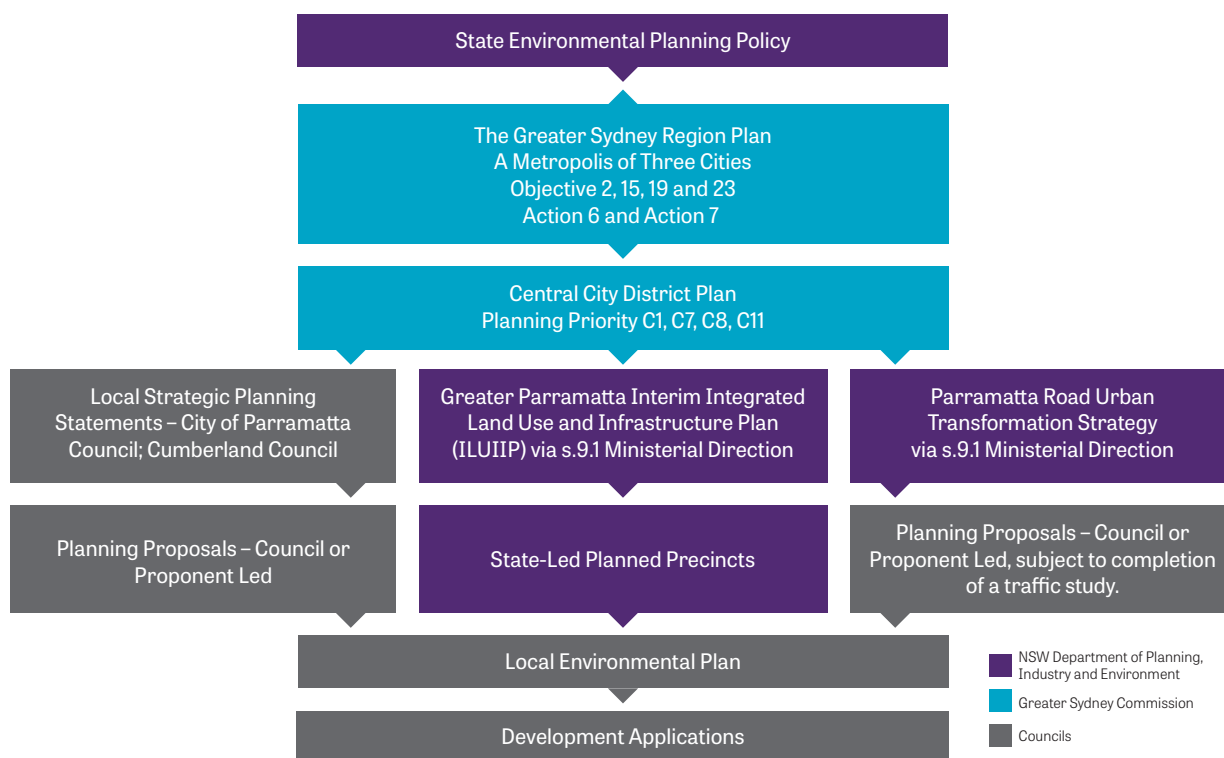 State Environmental Planning Policy
The Greater Sydney Region Plan
A Metropolis of Three Cities
Objective 2, 15, 19 and 23
Action 6 and Action 7
Central City District Plan
Planning Priority C1, C7, C8, C11
Local Strategic Planning
Statements – City of Parramatta
Council; Cumberland Council
Greater Parramatta Interim Integrated
Land Use and Infrastructure Plan
(ILUIIP) via s.9.1 Ministerial Direction
Parramatta Road Urban
Transformation Strategy
via s.9.1 Ministerial Direction
Planning Proposals – Council or
Proponent Led
State-Led Planned Precincts
Planning Proposals – Council or
Proponent Led, subject to completion
of a traffic study.
Local Environmental Plan
Development Applications
NSW Department of Planning,
Industry and Environment
Greater Sydney Commission
Councils